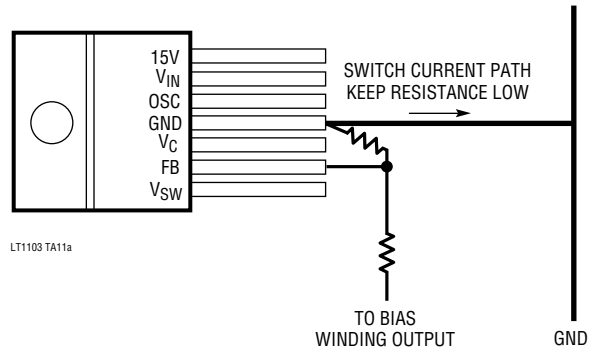 15V
VIN
OSC
GND
VC
FB
VSW
SWITCH CURRENT PATH
KEEP RESISTANCE LOW
LT1103 TA11a
TO BIAS
WINDING OUTPUT
GND